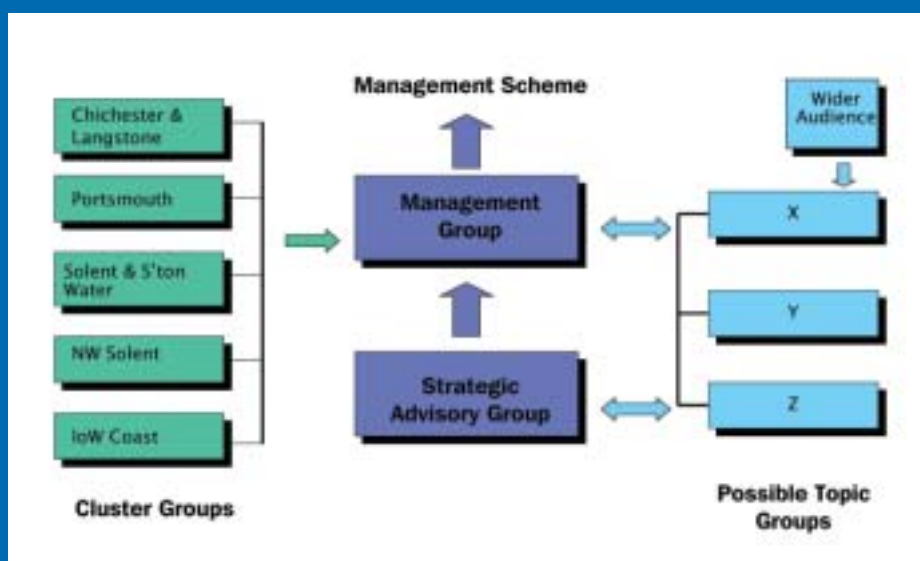 Management Scheme
Chichester &
Langstone
Portsmouth
Solent & S'ton
Water
NW Solent
IoW Coast
Cluster Groups
Management
Group
Strategic
Advisory Group
Wider
Audience
X
Y
Z
Possible Topic
Groups